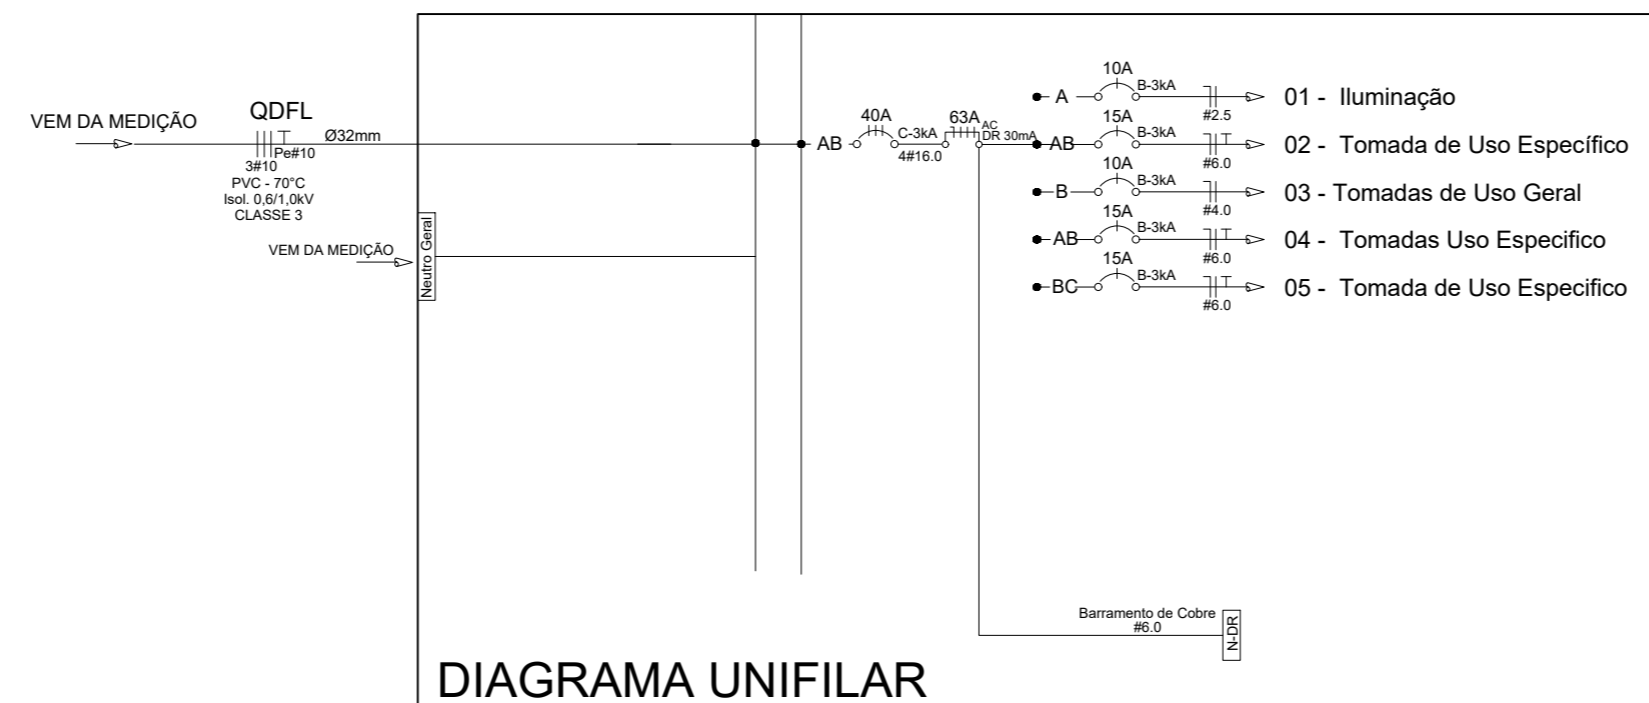 VEM DA MEDIÇÃO
QDFL
Ø32mm
Pe#10
3#10
PVC - 70°C
Isol. 0,6/1,0kV
CLASSE 3
VEM DA MEDIÇÃO
Neutro Geral
AB
40A
C-3kA
4#16.0
63A
AC
DR 30mA
A
10A
B-3kA
#2.5
01 - Iluminação
AB
15A
B-3kA
#6.0
02 - Tomada de Uso Específico
B
10A
B-3kA
#4.0
03 - Tomadas de Uso Geral
AB
15A
B-3kA
#6.0
04 - Tomadas Uso Especifico
BC
15A
B-3kA
#6.0
05 - Tomada de Uso Especifico
Barramento de Cobre
#6.0
N-DR
DIAGRAMA UNIFILAR